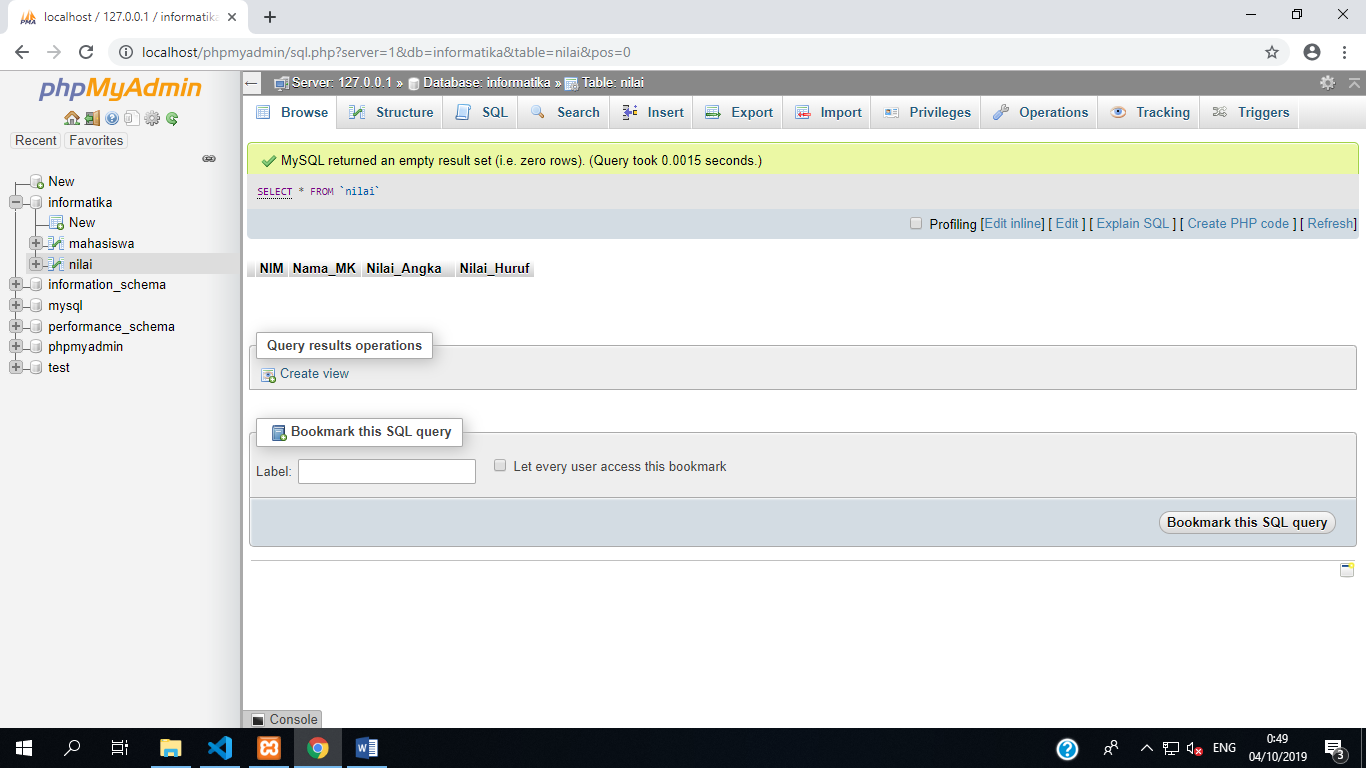 localhost / 127.0.0.1 / informatika
localhost/phpmyadmin/sql.php?server=1&db=informatika&table=nilai&pos=0
phpMyAdmin
Recent Favorites
New
informatika
New
mahasiswa
nilai
information_schema
mysql
performance_schema
phpmyadmin
test
Server: 127.0.0.1 » Database: informatika » Table: nilai
Browse Structure SQL Search Insert Export Import Privileges Operations Tracking Triggers
MySQL returned an empty result set (i.e. zero rows). (Query took 0.0015 seconds.)
SELECT * FROM `nilai`
Profiling [Edit inline] [ Edit ] [ Explain SQL ] [ Create PHP code ] [ Refresh]
NIM Nama_MK Nilai_Angka Nilai_Huruf
Query results operations
Create view
Bookmark this SQL query
Label: Let every user access this bookmark
Bookmark this SQL query
Console
ENG
0:49
04/10/2019
3